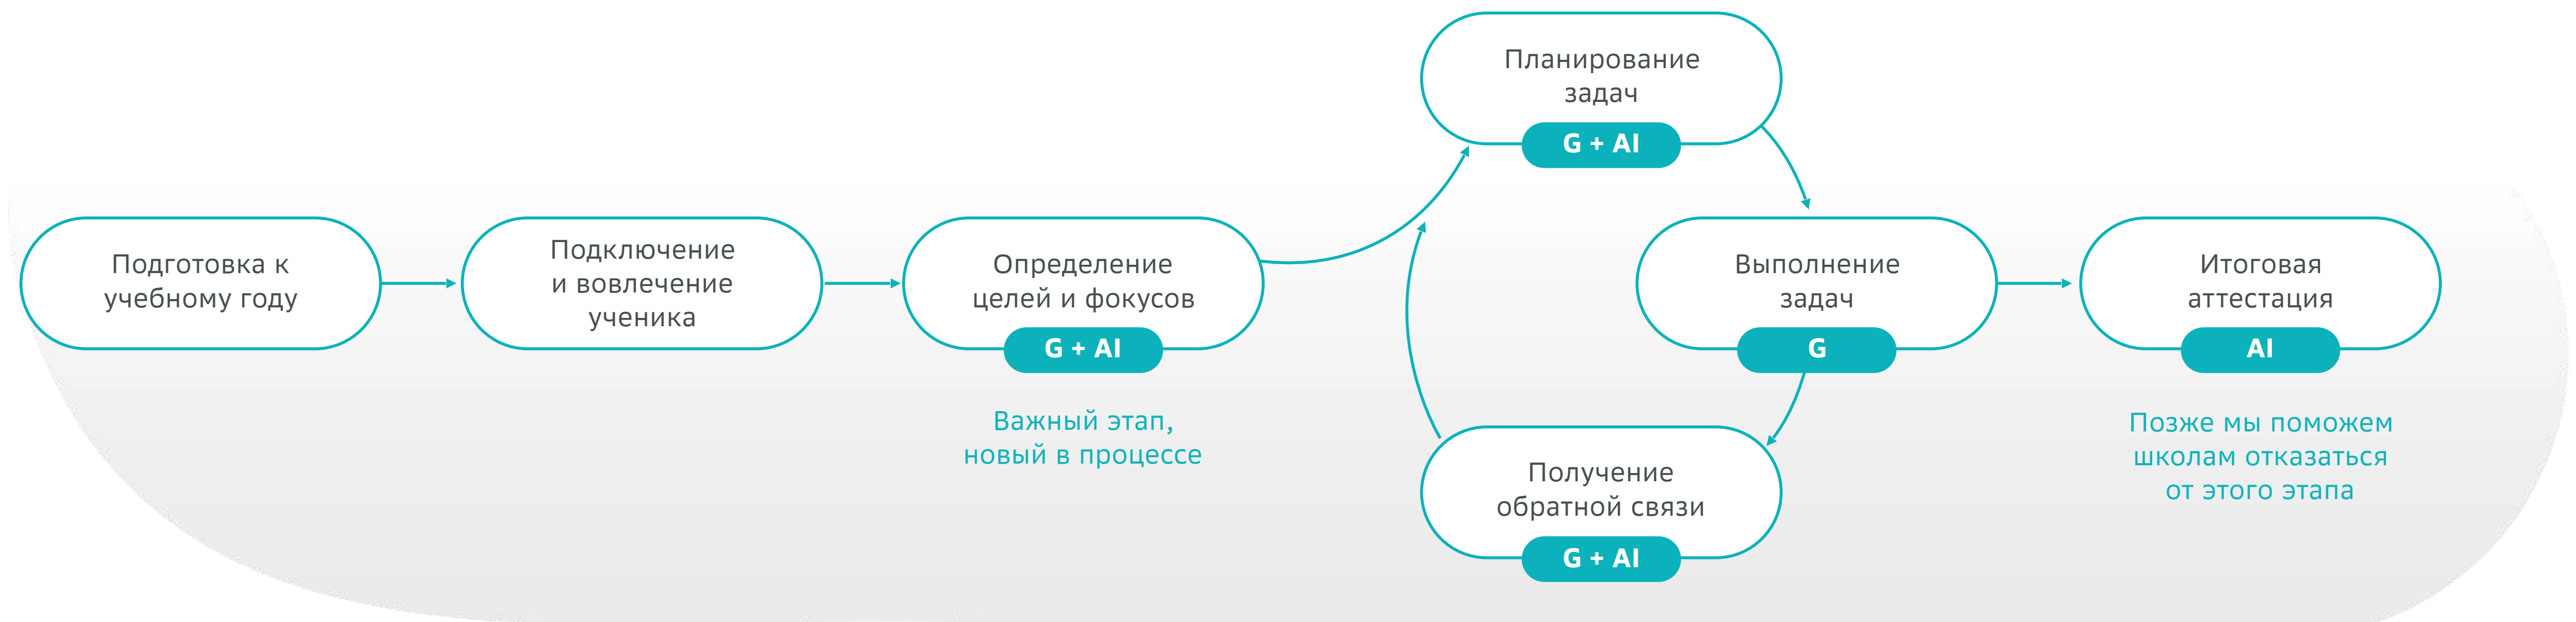 Подготовка к
учебному году
Подключение
и вовлечение
ученика
Определение
целей и фокусов
G + AI
Важный этап,
новый в процессе
Планирование
задач
G + AI
Выполнение
задач
G
Получение
обратной связи
G + AI
Итоговая
аттестация
AI
Позже мы поможем
школам отказаться
от этого этапа